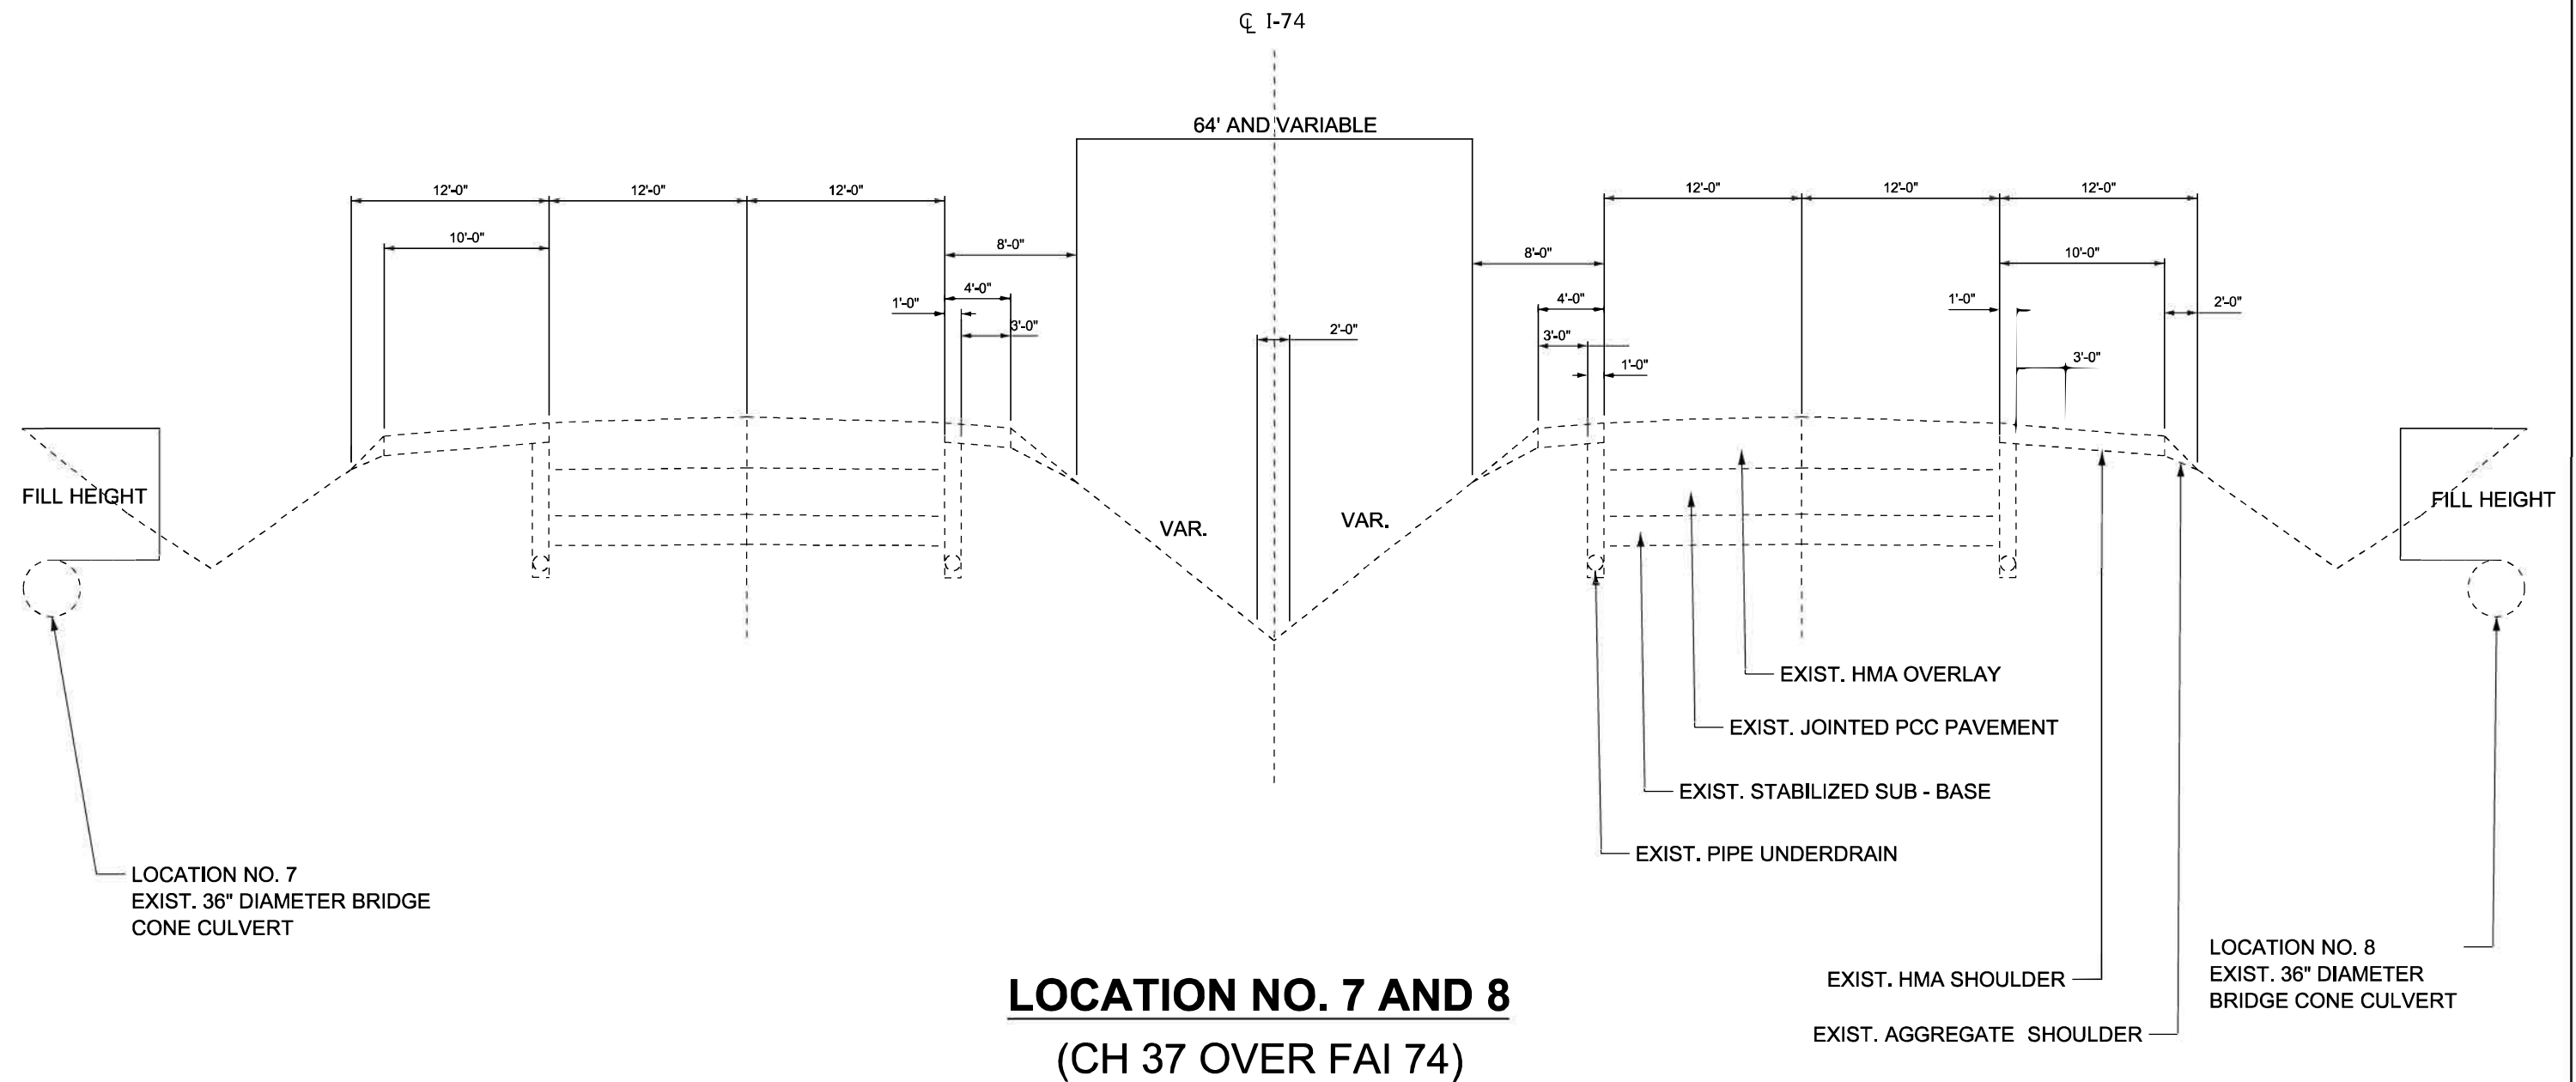 ℄ I-74
64' AND VARIABLE
12'-0" 12'-0" 12'-0" 12'-0" 12'-0" 12'-0"
10'-0" 8'-0" 8'-0" 10'-0"
1'-0" 4'-0" 4'-0" 1'-0" 2'-0"
3'-0" 2'-0" 3'-0" 3'-0"
1'-0"
FILL HEIGHT
FILL HEIGHT
VAR.
VAR.
EXIST. HMA OVERLAY
EXIST. JOINTED PCC PAVEMENT
EXIST. STABILIZED SUB - BASE
EXIST. PIPE UNDERDRAIN
LOCATION NO. 7
EXIST. 36" DIAMETER BRIDGE
CONE CULVERT
LOCATION NO. 8
EXIST. 36" DIAMETER
BRIDGE CONE CULVERT
EXIST. HMA SHOULDER
EXIST. AGGREGATE SHOULDER
LOCATION NO. 7 AND 8
(CH 37 OVER FAI 74)